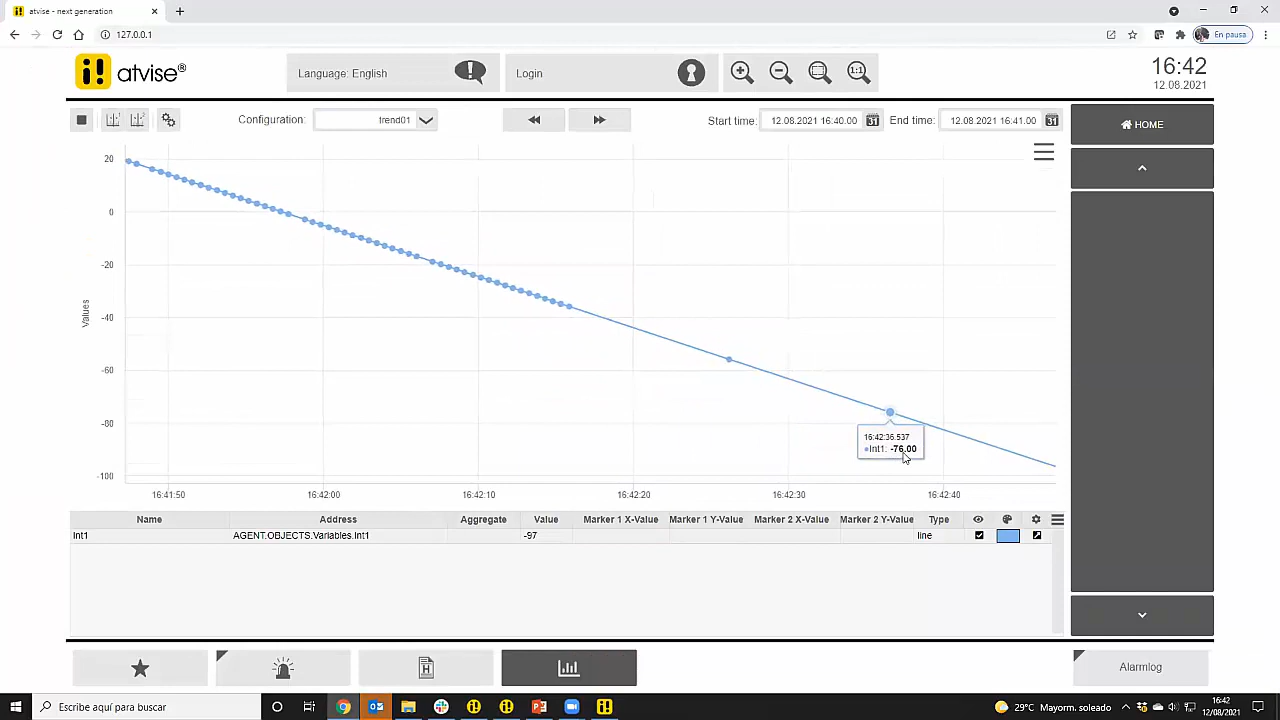 atvise - next generation
127.0.0.1
En pausa
atvise®
Language: English
Login
1:1
16:42
12.08.2021
Configuration:
trend01
Start time:
12.08.2021 16:40.00
31
End time:
12.08.2021 16:41.00
31
HOME
20
0
-20
-40
-60
-80
-100
Values
16:42:36.537
Int1: -76.00
16:41:50
16:42:00
16:42:10
16:42:20
16:42:30
16:42:40
Name
Address
Aggregate
Value
Marker 1 X-Value
Marker 1 Y-Value
Marker 2 X-Value
Marker 2 Y-Value
Type
Int1
AGENT.OBJECTS.Variables.Int1
-97
line
H
Alarmlog
Escribe aquí para buscar
29°C Mayorm. soleado
16:42
12/08/2021